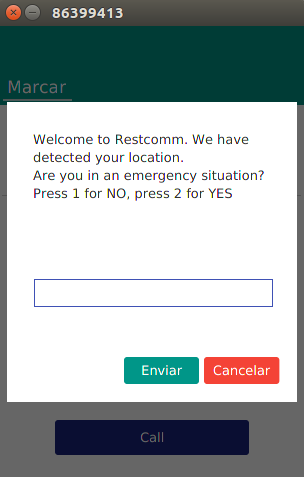 86399413
Marcar
Welcome to Restcomm. We have
detected your location.
Are you in an emergency situation?
Press 1 for NO, press 2 for YES
Enviar
Cancelar
Call